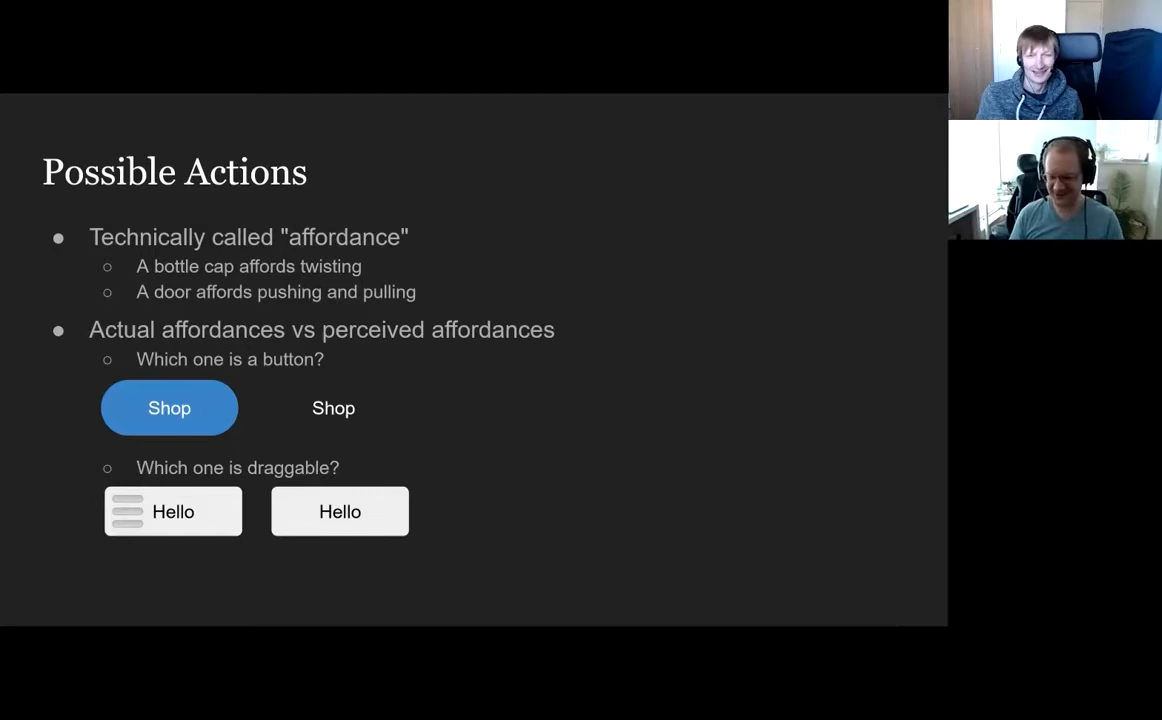 Possible Actions
● Technically called "affordance"
○ A bottle cap affords twisting
○ A door affords pushing and pulling
● Actual affordances vs perceived affordances
○ Which one is a button?
Shop Shop
○ Which one is draggable?
Hello Hello